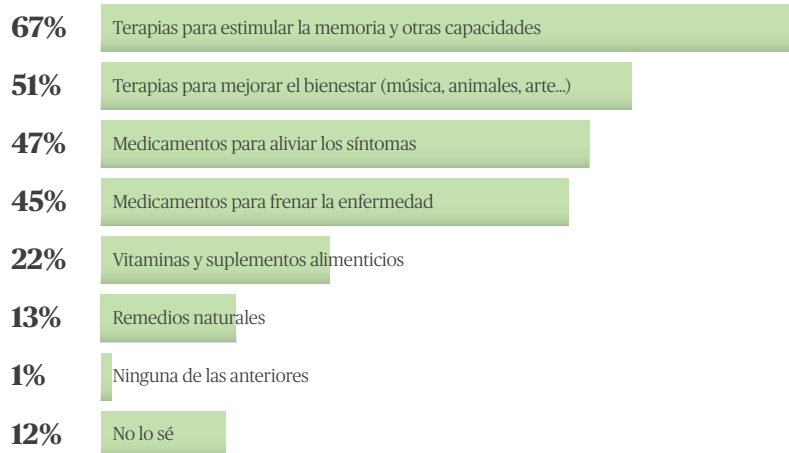 67% Terapias para estimular la memoria y otras capacidades
51% Terapias para mejorar el bienestar (música, animales, arte...)
47% Medicamentos para aliviar los síntomas
45% Medicamentos para frenar la enfermedad
22% Vitaminas y suplementos alimenticios
13% Remedios naturales
1% Ninguna de las anteriores
12% No lo sé